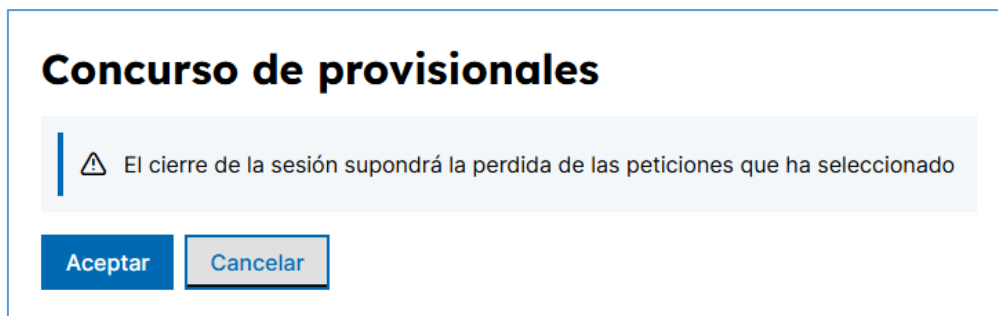 Concurso de provisionales
El cierre de la sesión supondrá la perdida de las peticiones que ha seleccionado
Aceptar
Cancelar